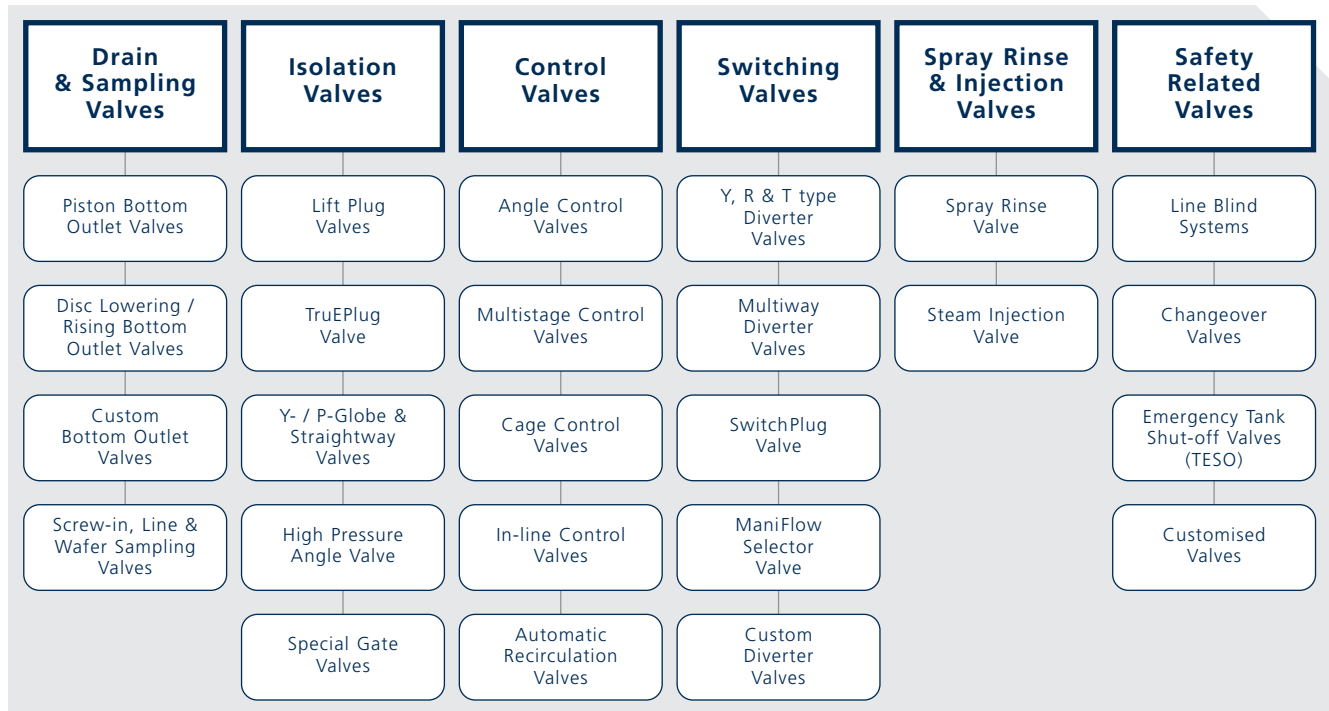 Drain
& Sampling
Valves
Piston Bottom
Outlet Valves
Disc Lowering /
Rising Bottom
Outlet Valves
Custom
Bottom Outlet
Valves
Screw-in, Line &
Wafer Sampling
Valves
Isolation
Valves
Lift Plug
Valves
TruEPlug
Valve
Y- / P-Globe &
Straightway
Valves
High Pressure
Angle Valve
Special Gate
Valves
Control
Valves
Angle Control
Valves
Multistage Control
Valves
Cage Control
Valves
In-line Control
Valves
Automatic
Recirculation
Valves
Switching
Valves
Y, R & T type
Diverter
Valves
Multiway
Diverter
Valves
SwitchPlug
Valve
ManiFlow
Selector
Valve
Custom
Diverter
Valves
Spray Rinse
& Injection
Valves
Spray Rinse
Valve
Steam Injection
Valve
Safety
Related
Valves
Line Blind
Systems
Changeover
Valves
Emergency Tank
Shut-off Valves
(TESO)
Customised
Valves